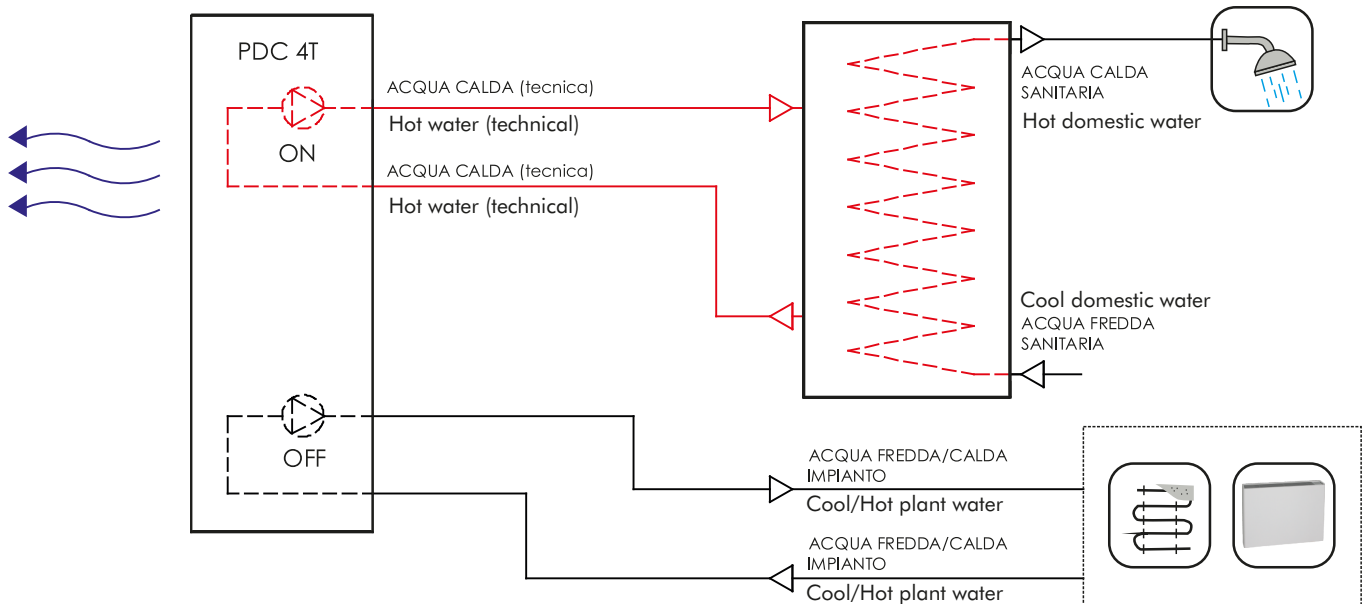 PDC 4T
ON
ACQUA CALDA (tecnica)
Hot water (technical)
ACQUA CALDA (tecnica)
Hot water (technical)
ACQUA CALDA
SANITARIA
Hot domestic water
Cool domestic water
ACQUA FREDDA
SANITARIA
OFF
ACQUA FREDDA/CALDA
IMPIANTO
Cool/Hot plant water
ACQUA FREDDA/CALDA
IMPIANTO
Cool/Hot plant water